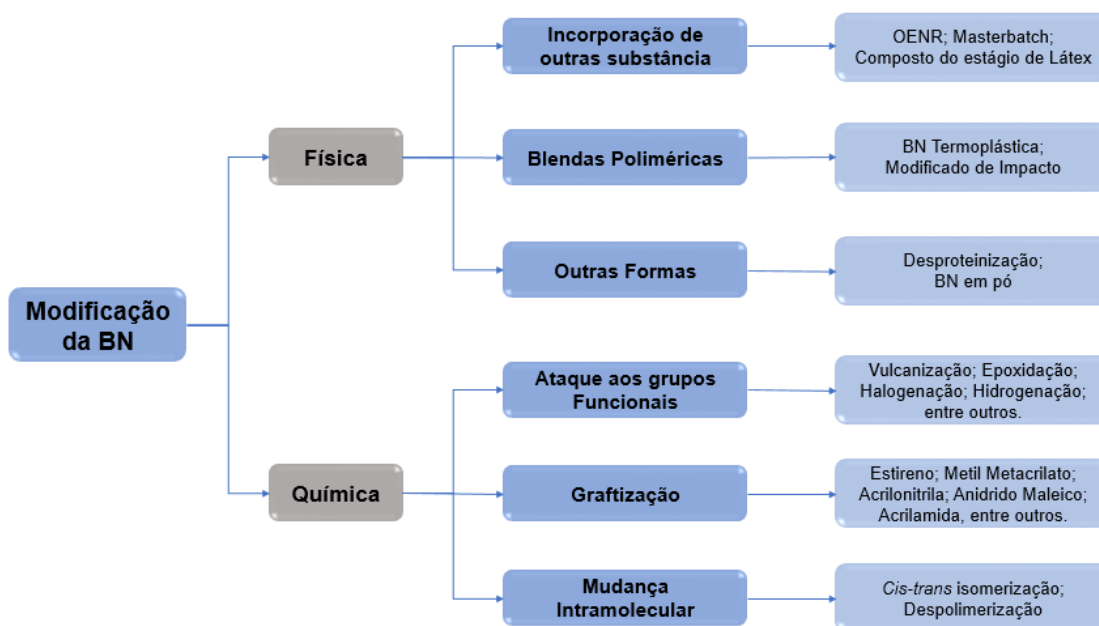 Modificação
da BN
Física
Incorporação de
outras substância
OENR; Masterbatch;
Composto do estágio de Látex
Blendas Poliméricas
BN Termoplástica;
Modificado de Impacto
Outras Formas
Desproteinização;
BN em pó
Química
Ataque aos grupos
Funcionais
Vulcanização; Epoxidação;
Halogenação; Hidrogenação;
entre outros.
Graftização
Estireno; Metil Metacrilato;
Acrilonitrila; Anidrido Maleico;
Acrilamida, entre outros.
Mudança
Intramolecular
Cis-trans isomerização;
Despolimerização